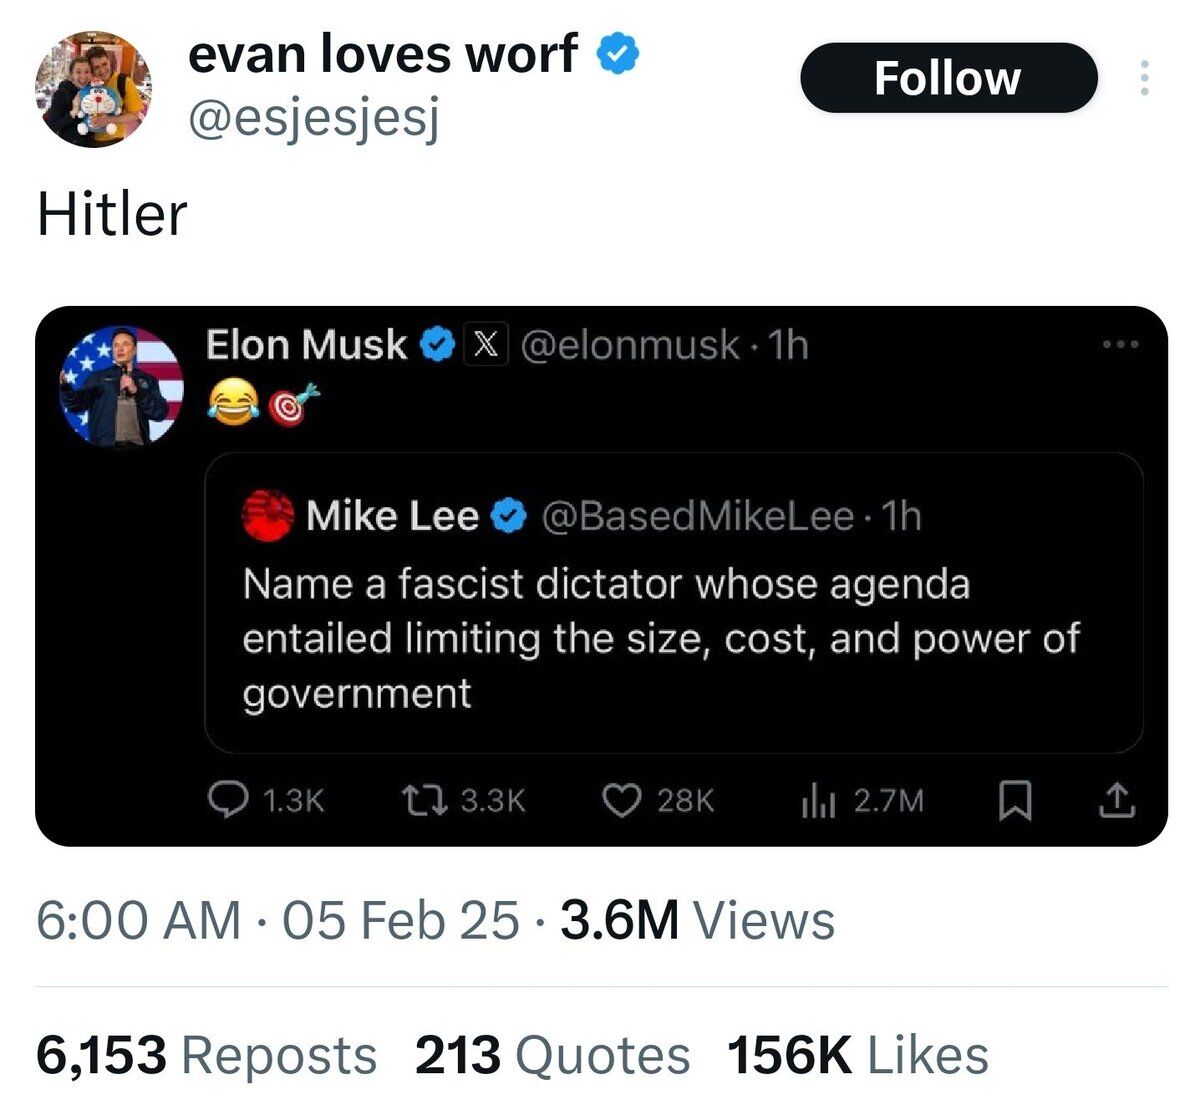 evan loves worf
Follow
@esjesjesj
Hitler
Elon Musk X @elonmusk · 1h
😂🎯
Mike Lee @BasedMikeLee · 1h
Name a fascist dictator whose agenda
entailed limiting the size, cost, and power of
government
1.3K 3.3K 28K 2.7M
6:00 AM · 05 Feb 25 · 3.6M Views
6,153 Reposts 213 Quotes 156K Likes